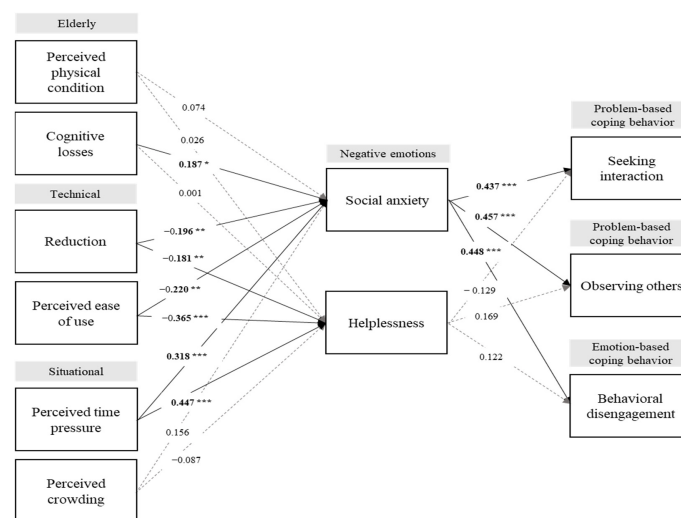 Elderly
Perceived
physical
condition
Cognitive
losses
Technical
Reduction
Perceived ease
of use
Situational
Perceived time
pressure
Perceived
crowding
0.074
0.026
0.187 *
0.001
−0.196 **
−0.181 **
−0.220 **
−0.365 ***
0.318 ***
0.447 ***
0.156
−0.087
Negative emotions
Social anxiety
Helplessness
0.437 ***
0.457 ***
0.448 ***
−0.129
0.169
0.122
Problem-based
coping behavior
Seeking
interaction
Problem-based
coping behavior
Observing others
Emotion-based
coping behavior
Behavioral
disengagement